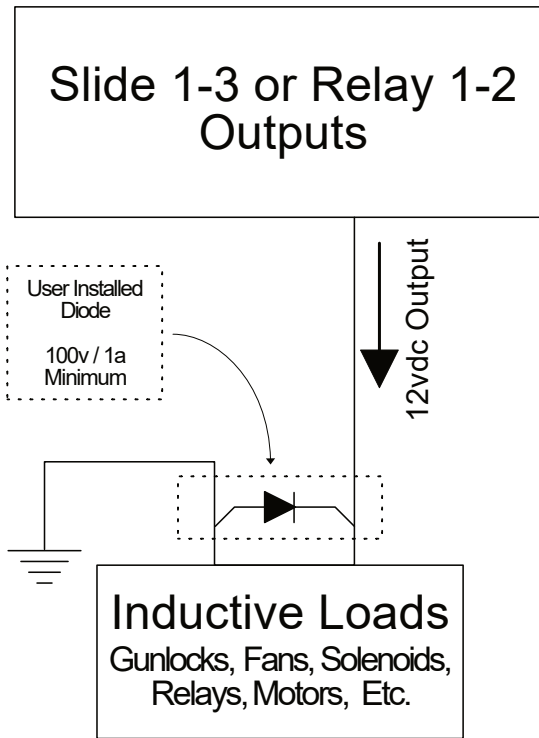 Slide 1-3 or Relay 1-2
Outputs
User Installed
Diode
100v / 1a
Minimum
12vdc Output
Inductive Loads
Gunlocks, Fans, Solenoids,
Relays, Motors, Etc.